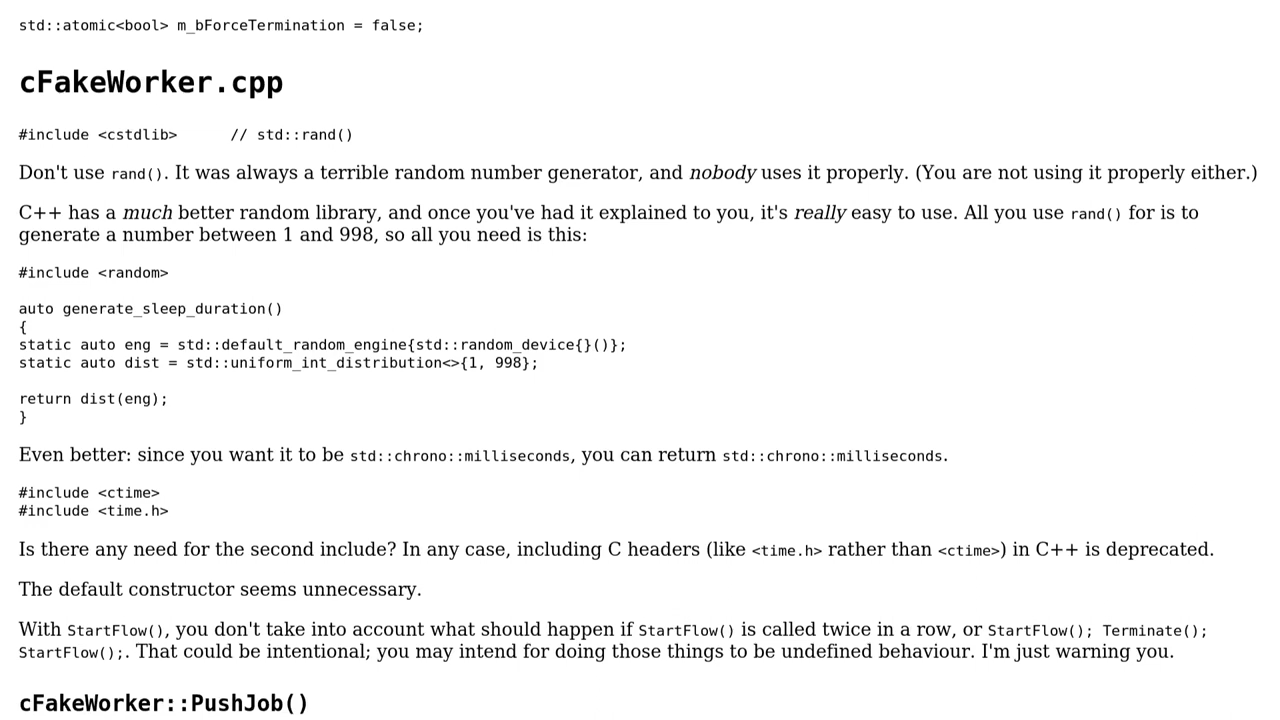 std::atomic<bool> m_bForceTermination = false;
cFakeWorker.cpp
#include <cstdlib>      // std::rand()
Don't use rand(). It was always a terrible random number generator, and nobody uses it properly. (You are not using it properly either.)
C++ has a much better random library, and once you've had it explained to you, it's really easy to use. All you use rand() for is to
generate a number between 1 and 998, so all you need is this:
#include <random>
auto generate_sleep_duration()
{
static auto eng = std::default_random_engine{std::random_device{}()};
static auto dist = std::uniform_int_distribution<>{1, 998};
return dist(eng);
}
Even better: since you want it to be std::chrono::milliseconds, you can return std::chrono::milliseconds.
#include <ctime>
#include <time.h>
Is there any need for the second include? In any case, including C headers (like <time.h> rather than <ctime>) in C++ is deprecated.
The default constructor seems unnecessary.
With StartFlow(), you don't take into account what should happen if StartFlow() is called twice in a row, or StartFlow(); Terminate();
StartFlow();. That could be intentional; you may intend for doing those things to be undefined behaviour. I'm just warning you.
cFakeWorker::PushJob()